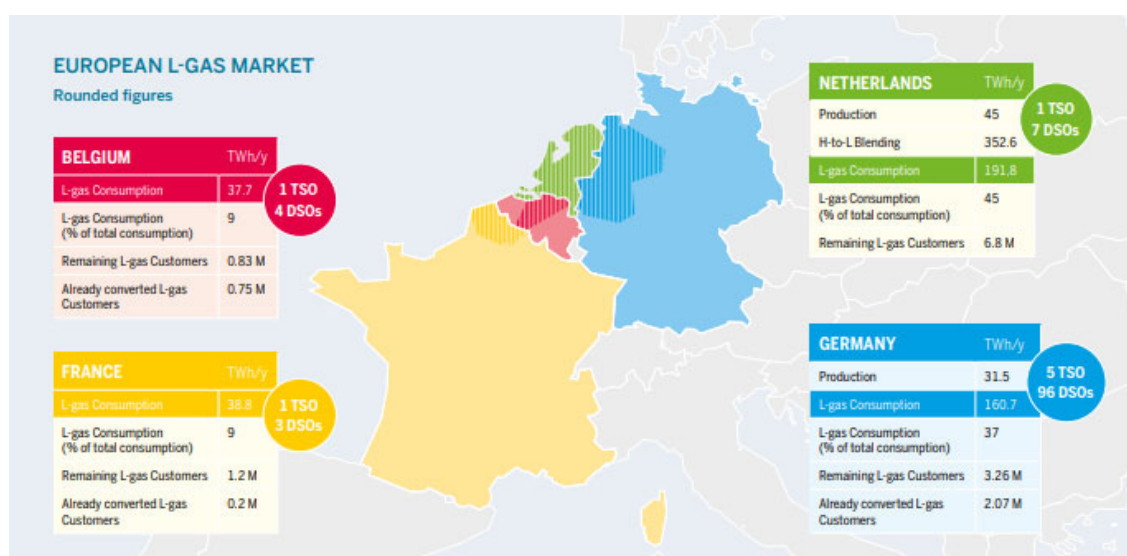 EUROPEAN L-GAS MARKET
Rounded figures
BELGIUM TWh/y
L-gas Consumption 37.7
L-gas Consumption 9
(% of total consumption)
Remaining L-gas Customers 0.83 M
Already converted L-gas 0.75 M
Customers
1 TSO
4 DSOs
FRANCE TWh/y
L-gas Consumption 38.8
L-gas Consumption 9
(% of total consumption)
Remaining L-gas Customers 1.2 M
Already converted L-gas 0.2 M
Customers
1 TSO
3 DSOs
NETHERLANDS TWh/y
Production 45
H-to-L Blending 352.6
L-gas Consumption 191,8
L-gas Consumption 45
(% of total consumption)
Remaining L-gas Customers 6.8 M
1 TSO
7 DSOs
GERMANY TWh/y
Production 31.5
L-gas Consumption 160.7
L-gas Consumption 37
(% of total consumption)
Remaining L-gas Customers 3.26 M
Already converted L-gas 2.07 M
Customers
5 TSO
96 DSOs